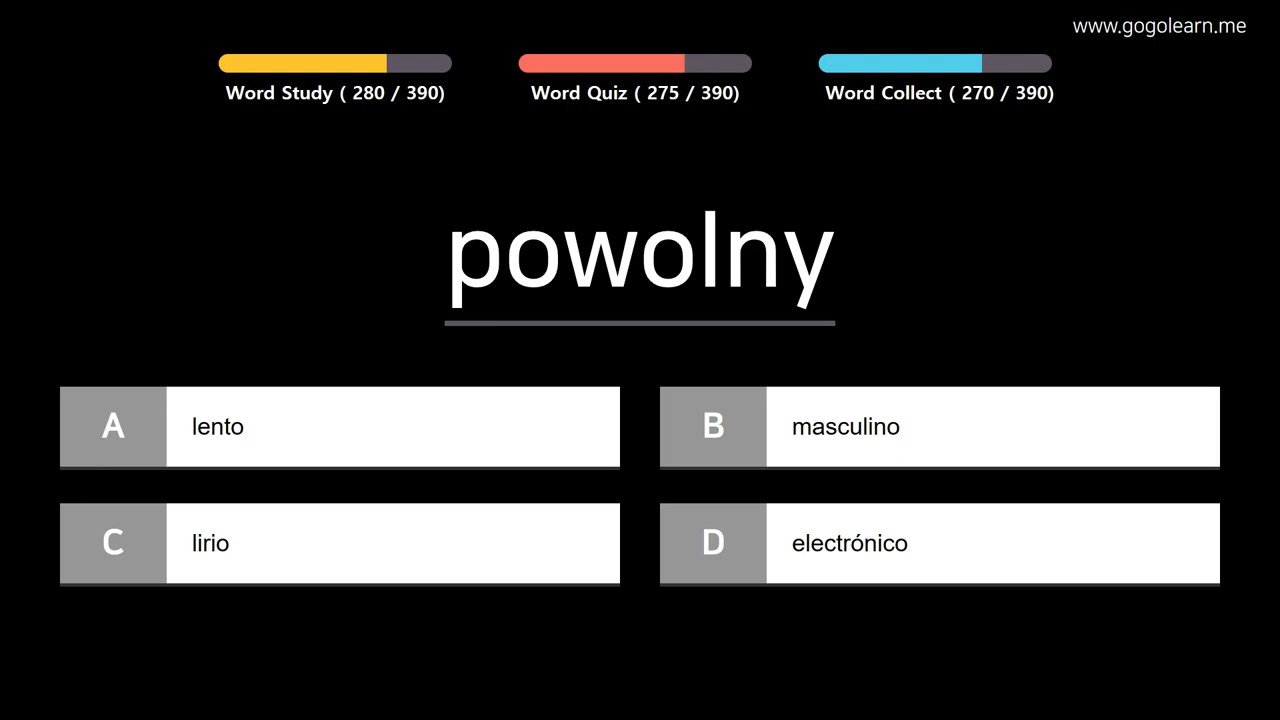 www.gogolearn.me
Word Study ( 280 / 390)
Word Quiz ( 275 / 390)
Word Collect ( 270 / 390)
powolny
A lento
B masculino
C lirio
D electrónico